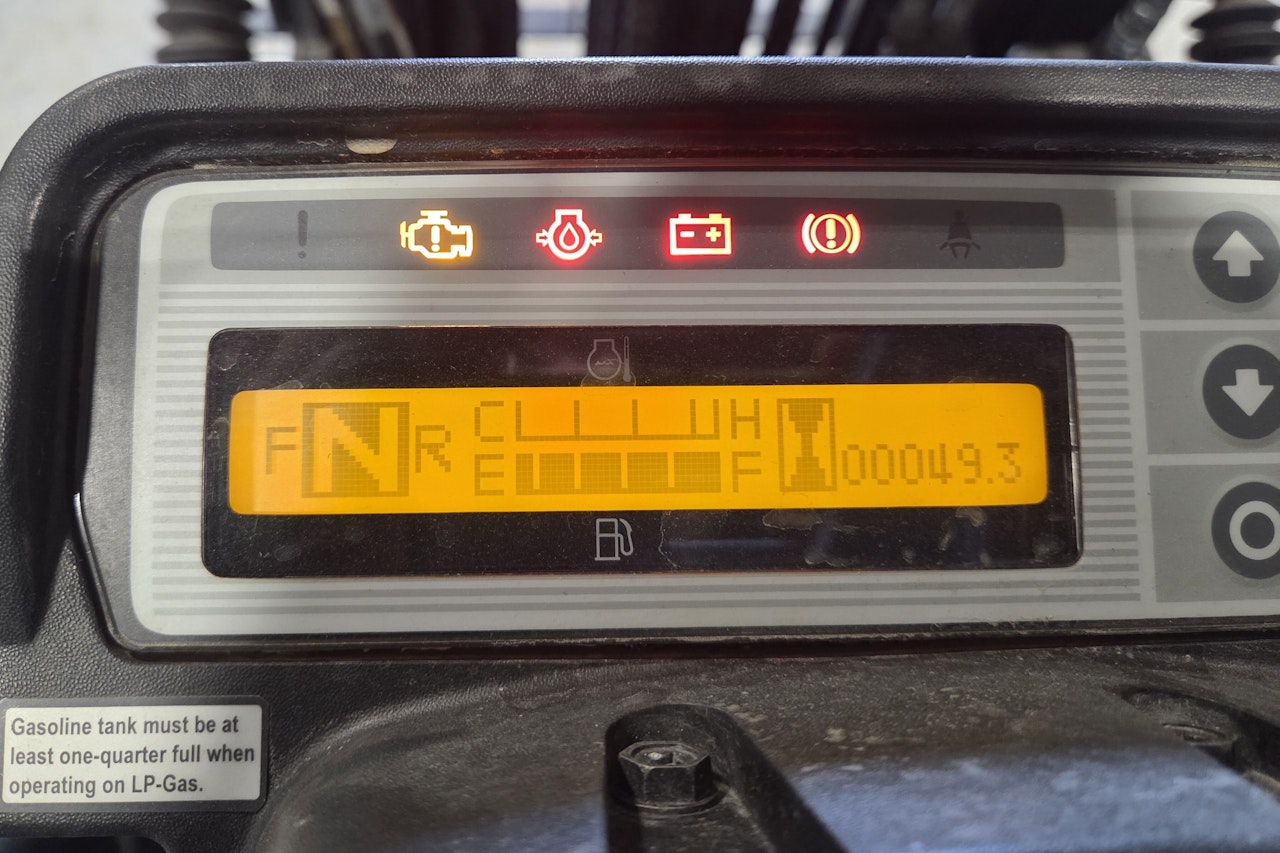 F N R C H 00049.3
E F
Gasoline tank must be at
least one-quarter full when
operating on LP-Gas.